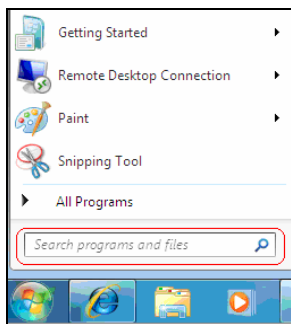 Getting Started
Remote Desktop Connection
Paint
Snipping Tool
All Programs
Search programs and files